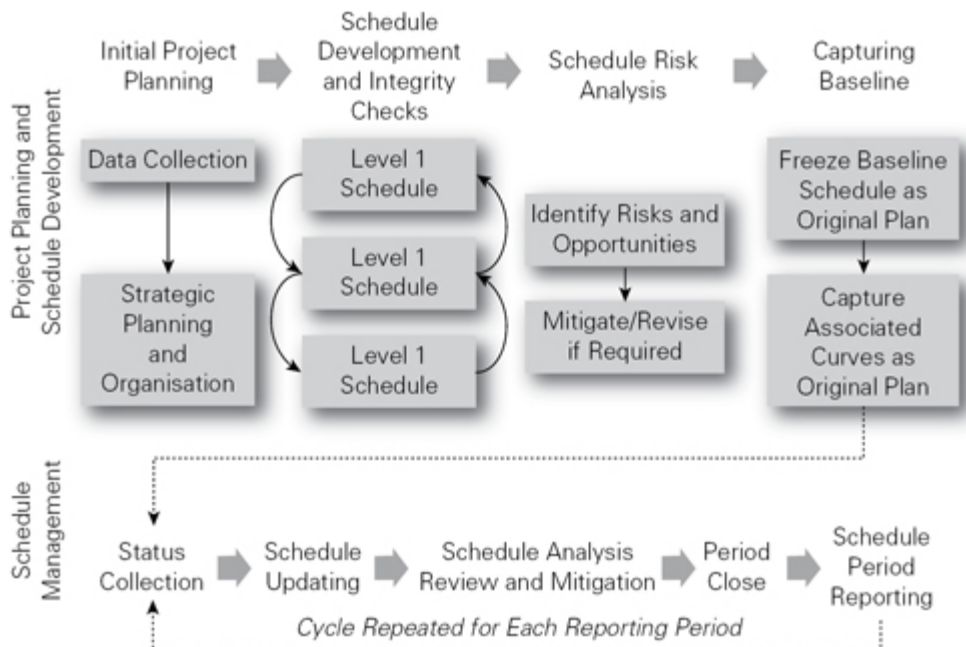 Project Planning and
Schedule Development
Initial Project
Planning
Schedule
Development
and Integrity
Checks
Schedule Risk
Analysis
Capturing
Baseline
Data Collection
Strategic
Planning
and
Organisation
Level 1
Schedule
Level 1
Schedule
Level 1
Schedule
Identify Risks and
Opportunities
Mitigate/Revise
if Required
Freeze Baseline
Schedule as
Original Plan
Capture
Associated
Curves as
Original Plan
Schedule
Management
Status
Collection
Schedule
Updating
Schedule Analysis
Review and Mitigation
Period
Close
Schedule
Period
Reporting
Cycle Repeated for Each Reporting Period